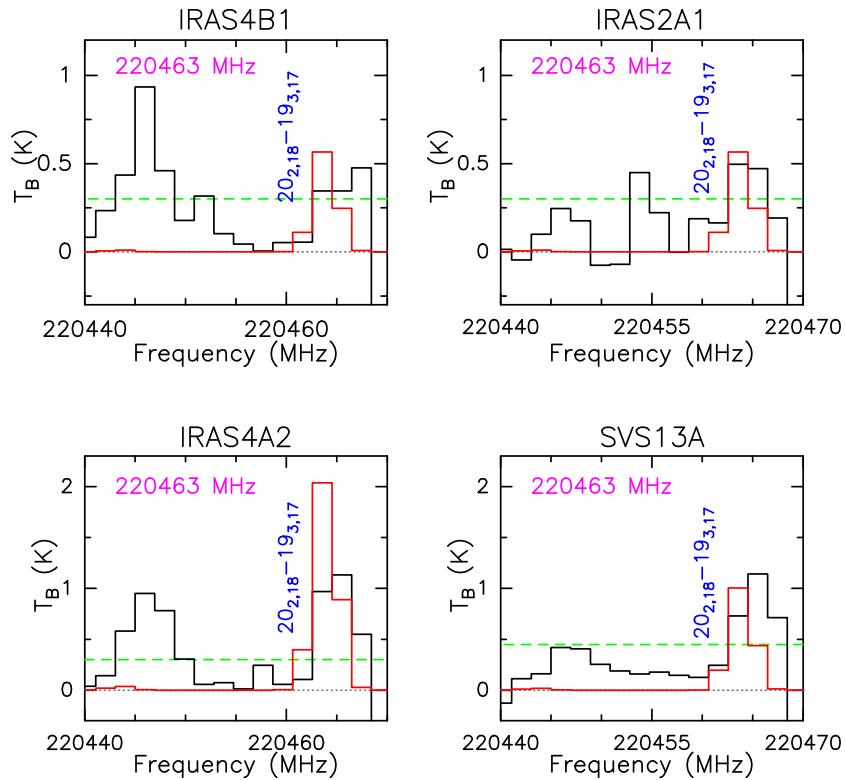 IRAS4B1
220463 MHz
20_{2,18}−19_{3,17}
1
0.5
0
T_B (K)
220440
220460
Frequency (MHz)
IRAS2A1
220463 MHz
20_{2,18}−19_{3,17}
1
0.5
0
T_B (K)
220440
220455
220470
Frequency (MHz)
IRAS4A2
220463 MHz
20_{2,18}−19_{3,17}
2
1
0
T_B (K)
220440
220460
Frequency (MHz)
SVS13A
220463 MHz
20_{2,18}−19_{3,17}
2
1
0
T_B (K)
220440
220455
220470
Frequency (MHz)